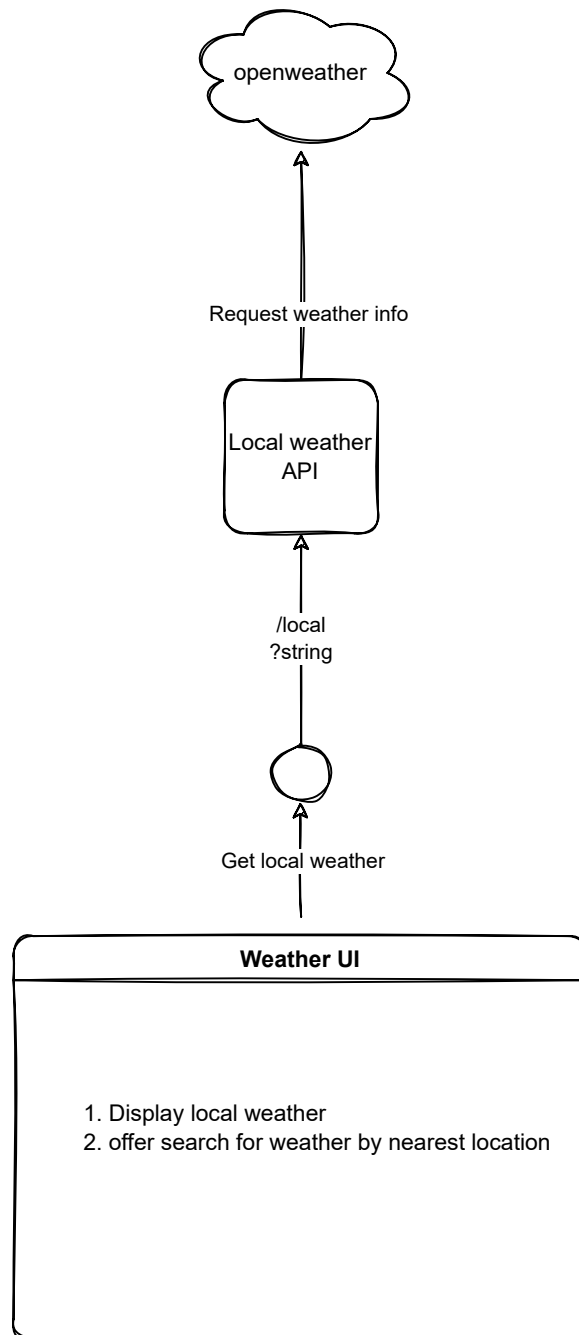 openweather
Request weather info
Local weather
API
/local
?string
Get local weather
Weather UI
1. Display local weather
2. offer search for weather by nearest location